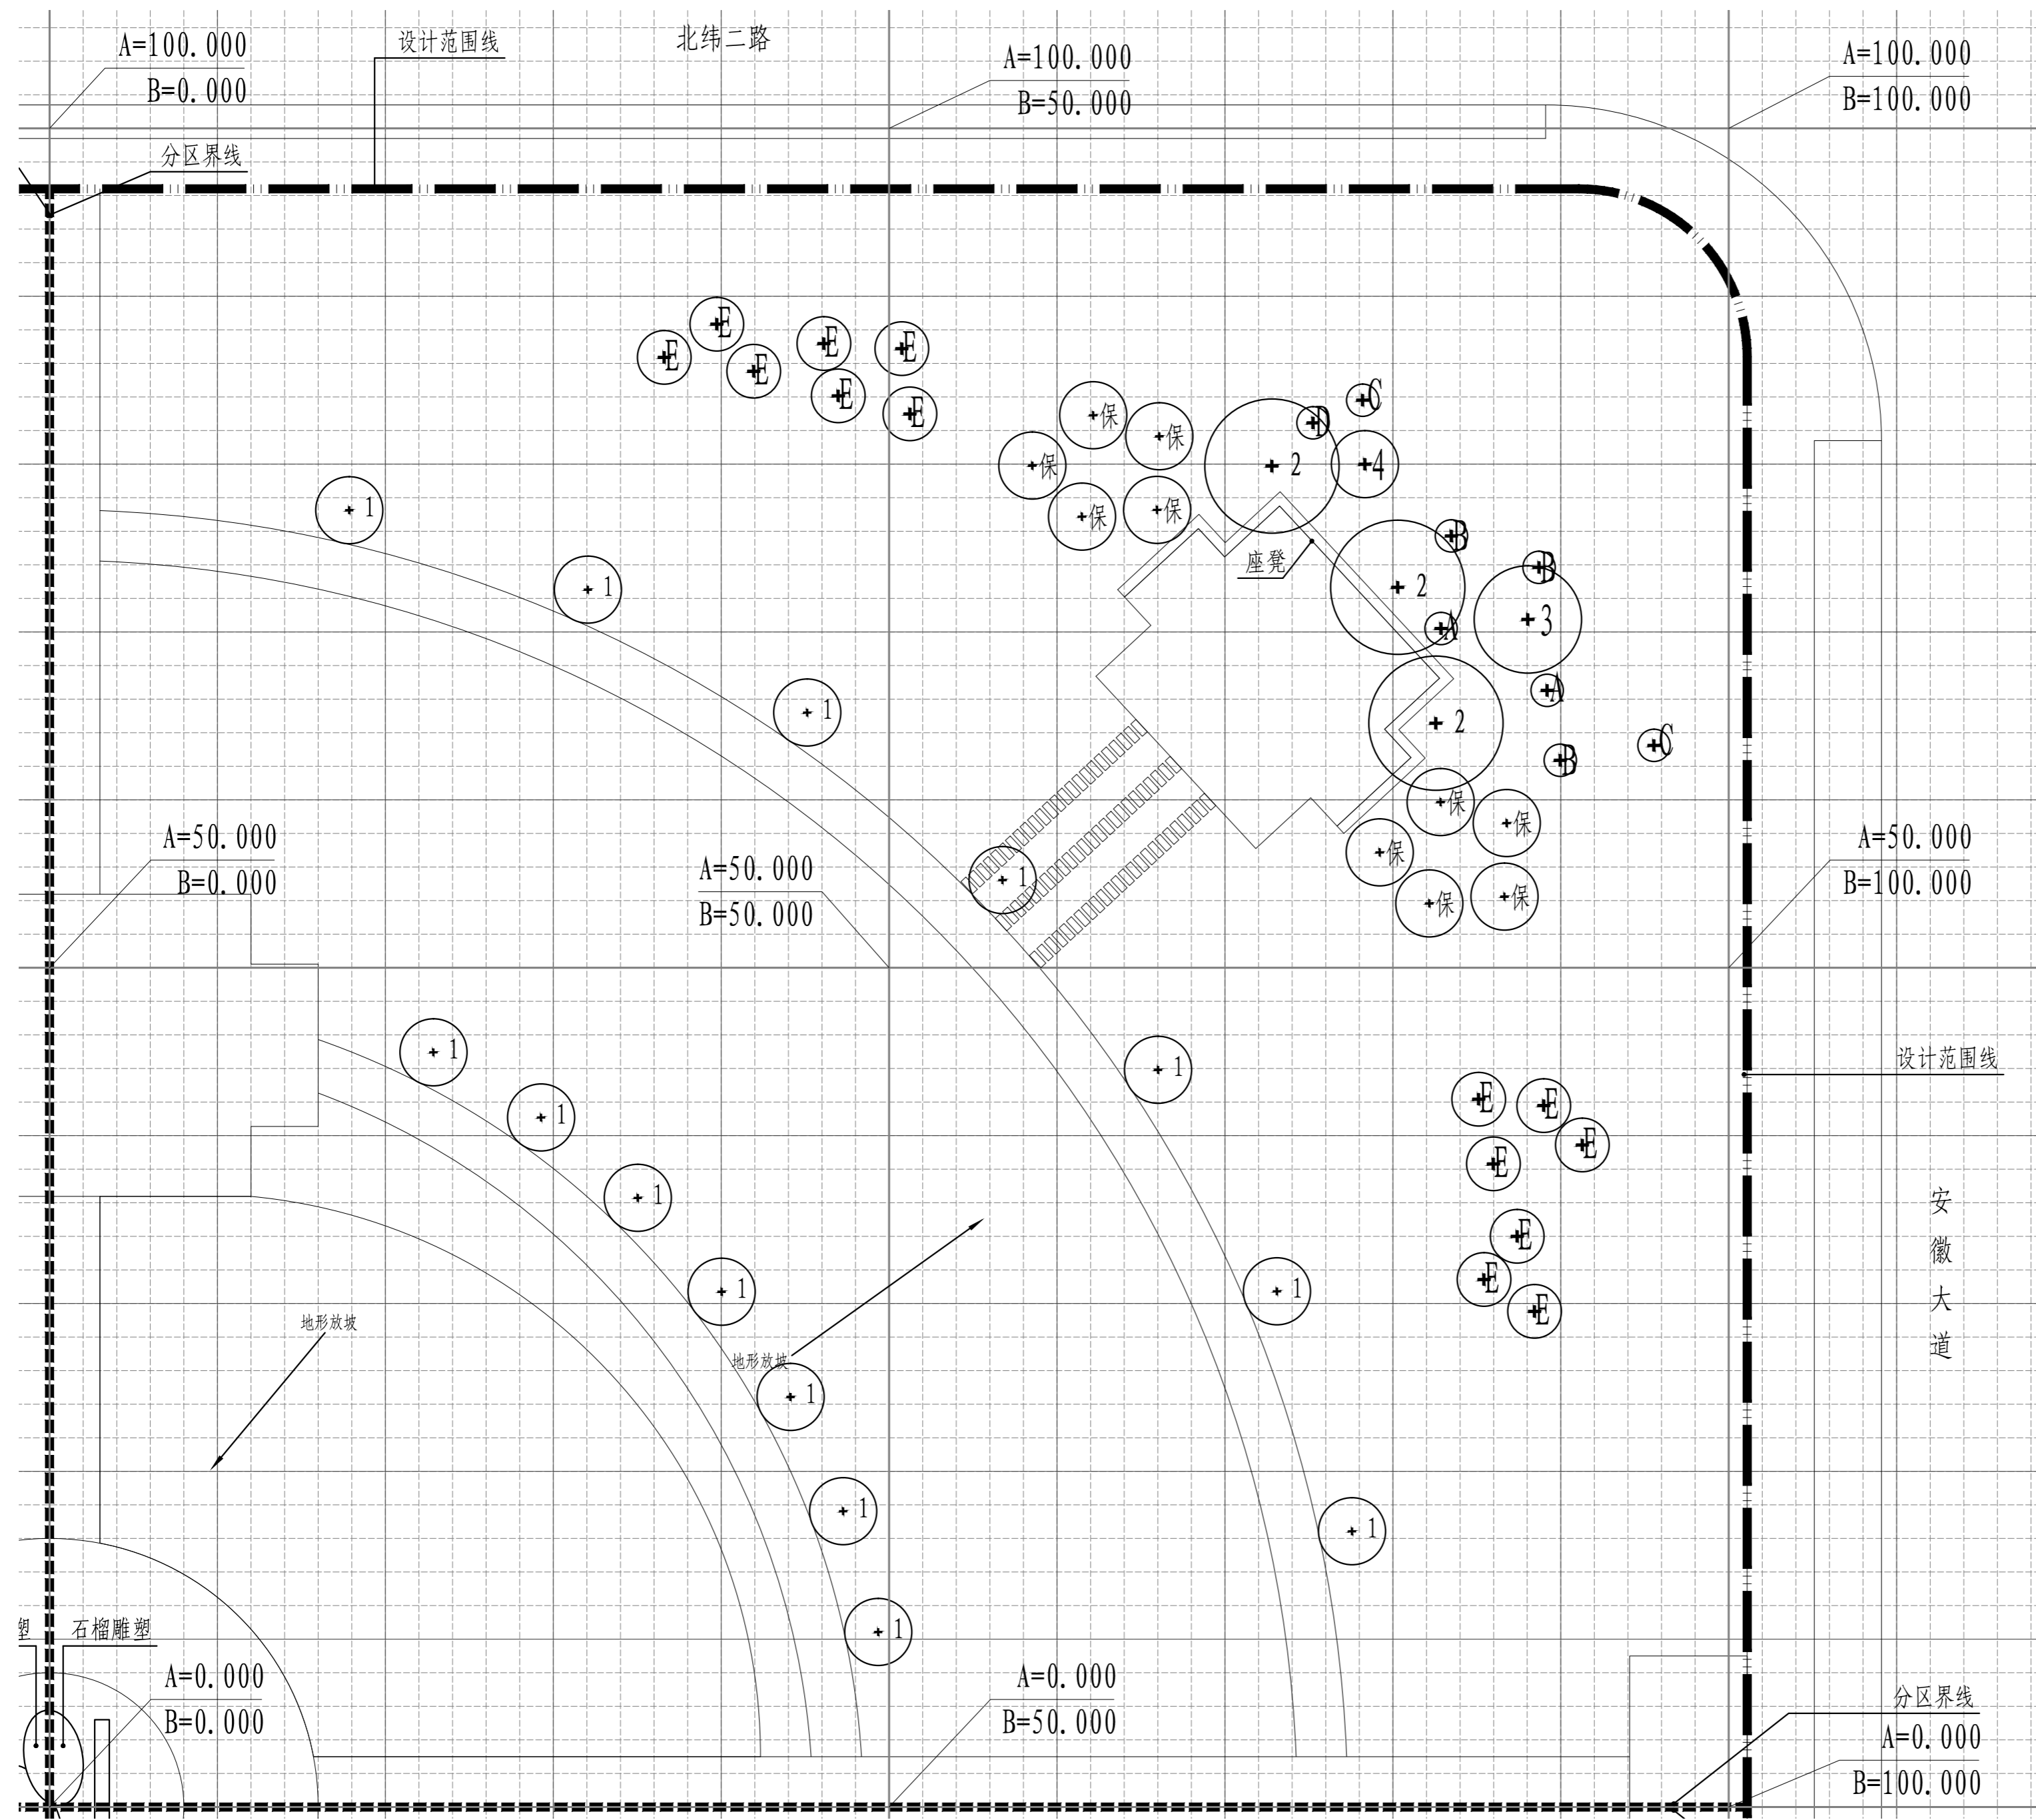 A=100.000
B=0.000
设计范围线
北纬二路
A=100.000
B=50.000
A=100.000
B=100.000
分区界线
E
E
E
E
E
E
E
C
D
保
保
保
2
4
保
保
1
B
座凳
B
1
2
3
A
A
1
2
C
B
保
保
保
A=50.000
B=0.000
A=50.000
B=50.000
1
A=50.000
B=100.000
保
保
1
1
设计范围线
E
E
1
E
E
1
安
徽
大
道
E
E
1
1
E
地形放坡
地形放坡
1
1
1
1
石榴雕塑
A=0.000
B=0.000
A=0.000
B=50.000
分区界线
A=0.000
B=100.000